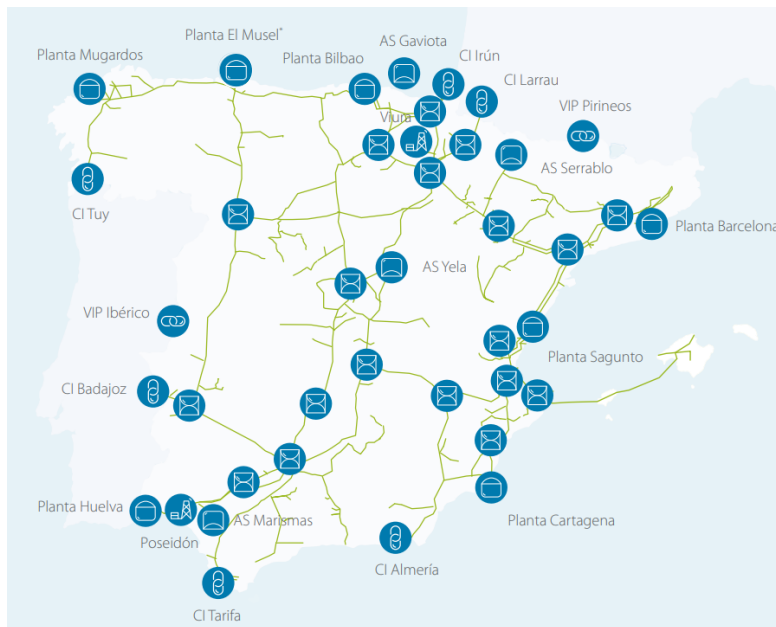 Planta El Musel*
AS Gaviota
Planta Mugardos
Planta Bilbao
CI Irún
CI Larrau
VIP Pirineos
Viura
AS Serrablo
CI Tuy
Planta Barcelona
AS Yela
VIP Ibérico
Planta Sagunto
CI Badajoz
Planta Huelva
AS Marismas
Planta Cartagena
Poseidón
CI Almería
CI Tarifa